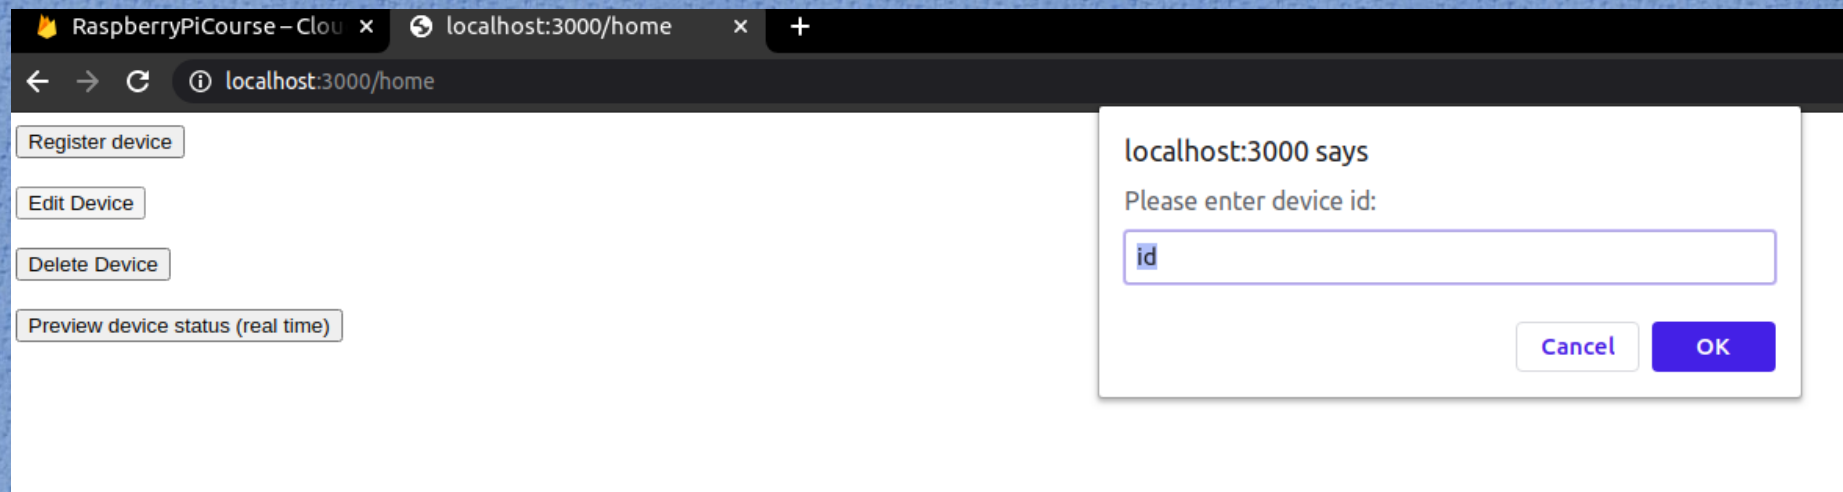 RaspberryPiCourse – Clou
localhost:3000/home
localhost:3000/home
Register device
Edit Device
Delete Device
Preview device status (real time)
localhost:3000 says
Please enter device id:
id
Cancel OK